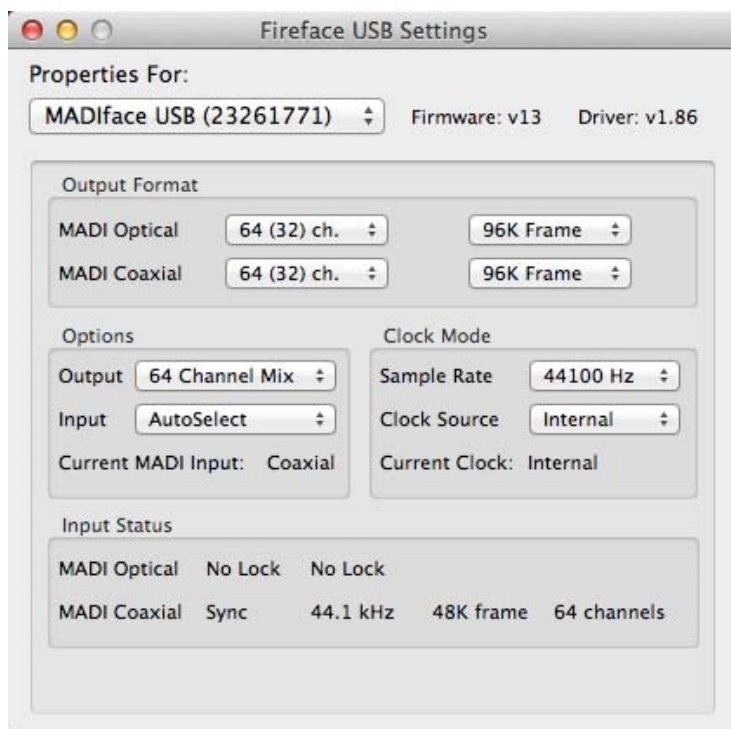 Fireface USB Settings
Properties For:
MADIface USB (23261771) Firmware: v13 Driver: v1.86
Output Format
MADI Optical 64 (32) ch. 96K Frame
MADI Coaxial 64 (32) ch. 96K Frame
Options
Output 64 Channel Mix
Input AutoSelect
Current MADI Input: Coaxial
Clock Mode
Sample Rate 44100 Hz
Clock Source Internal
Current Clock: Internal
Input Status
MADI Optical No Lock No Lock
MADI Coaxial Sync 44.1 kHz 48K frame 64 channels